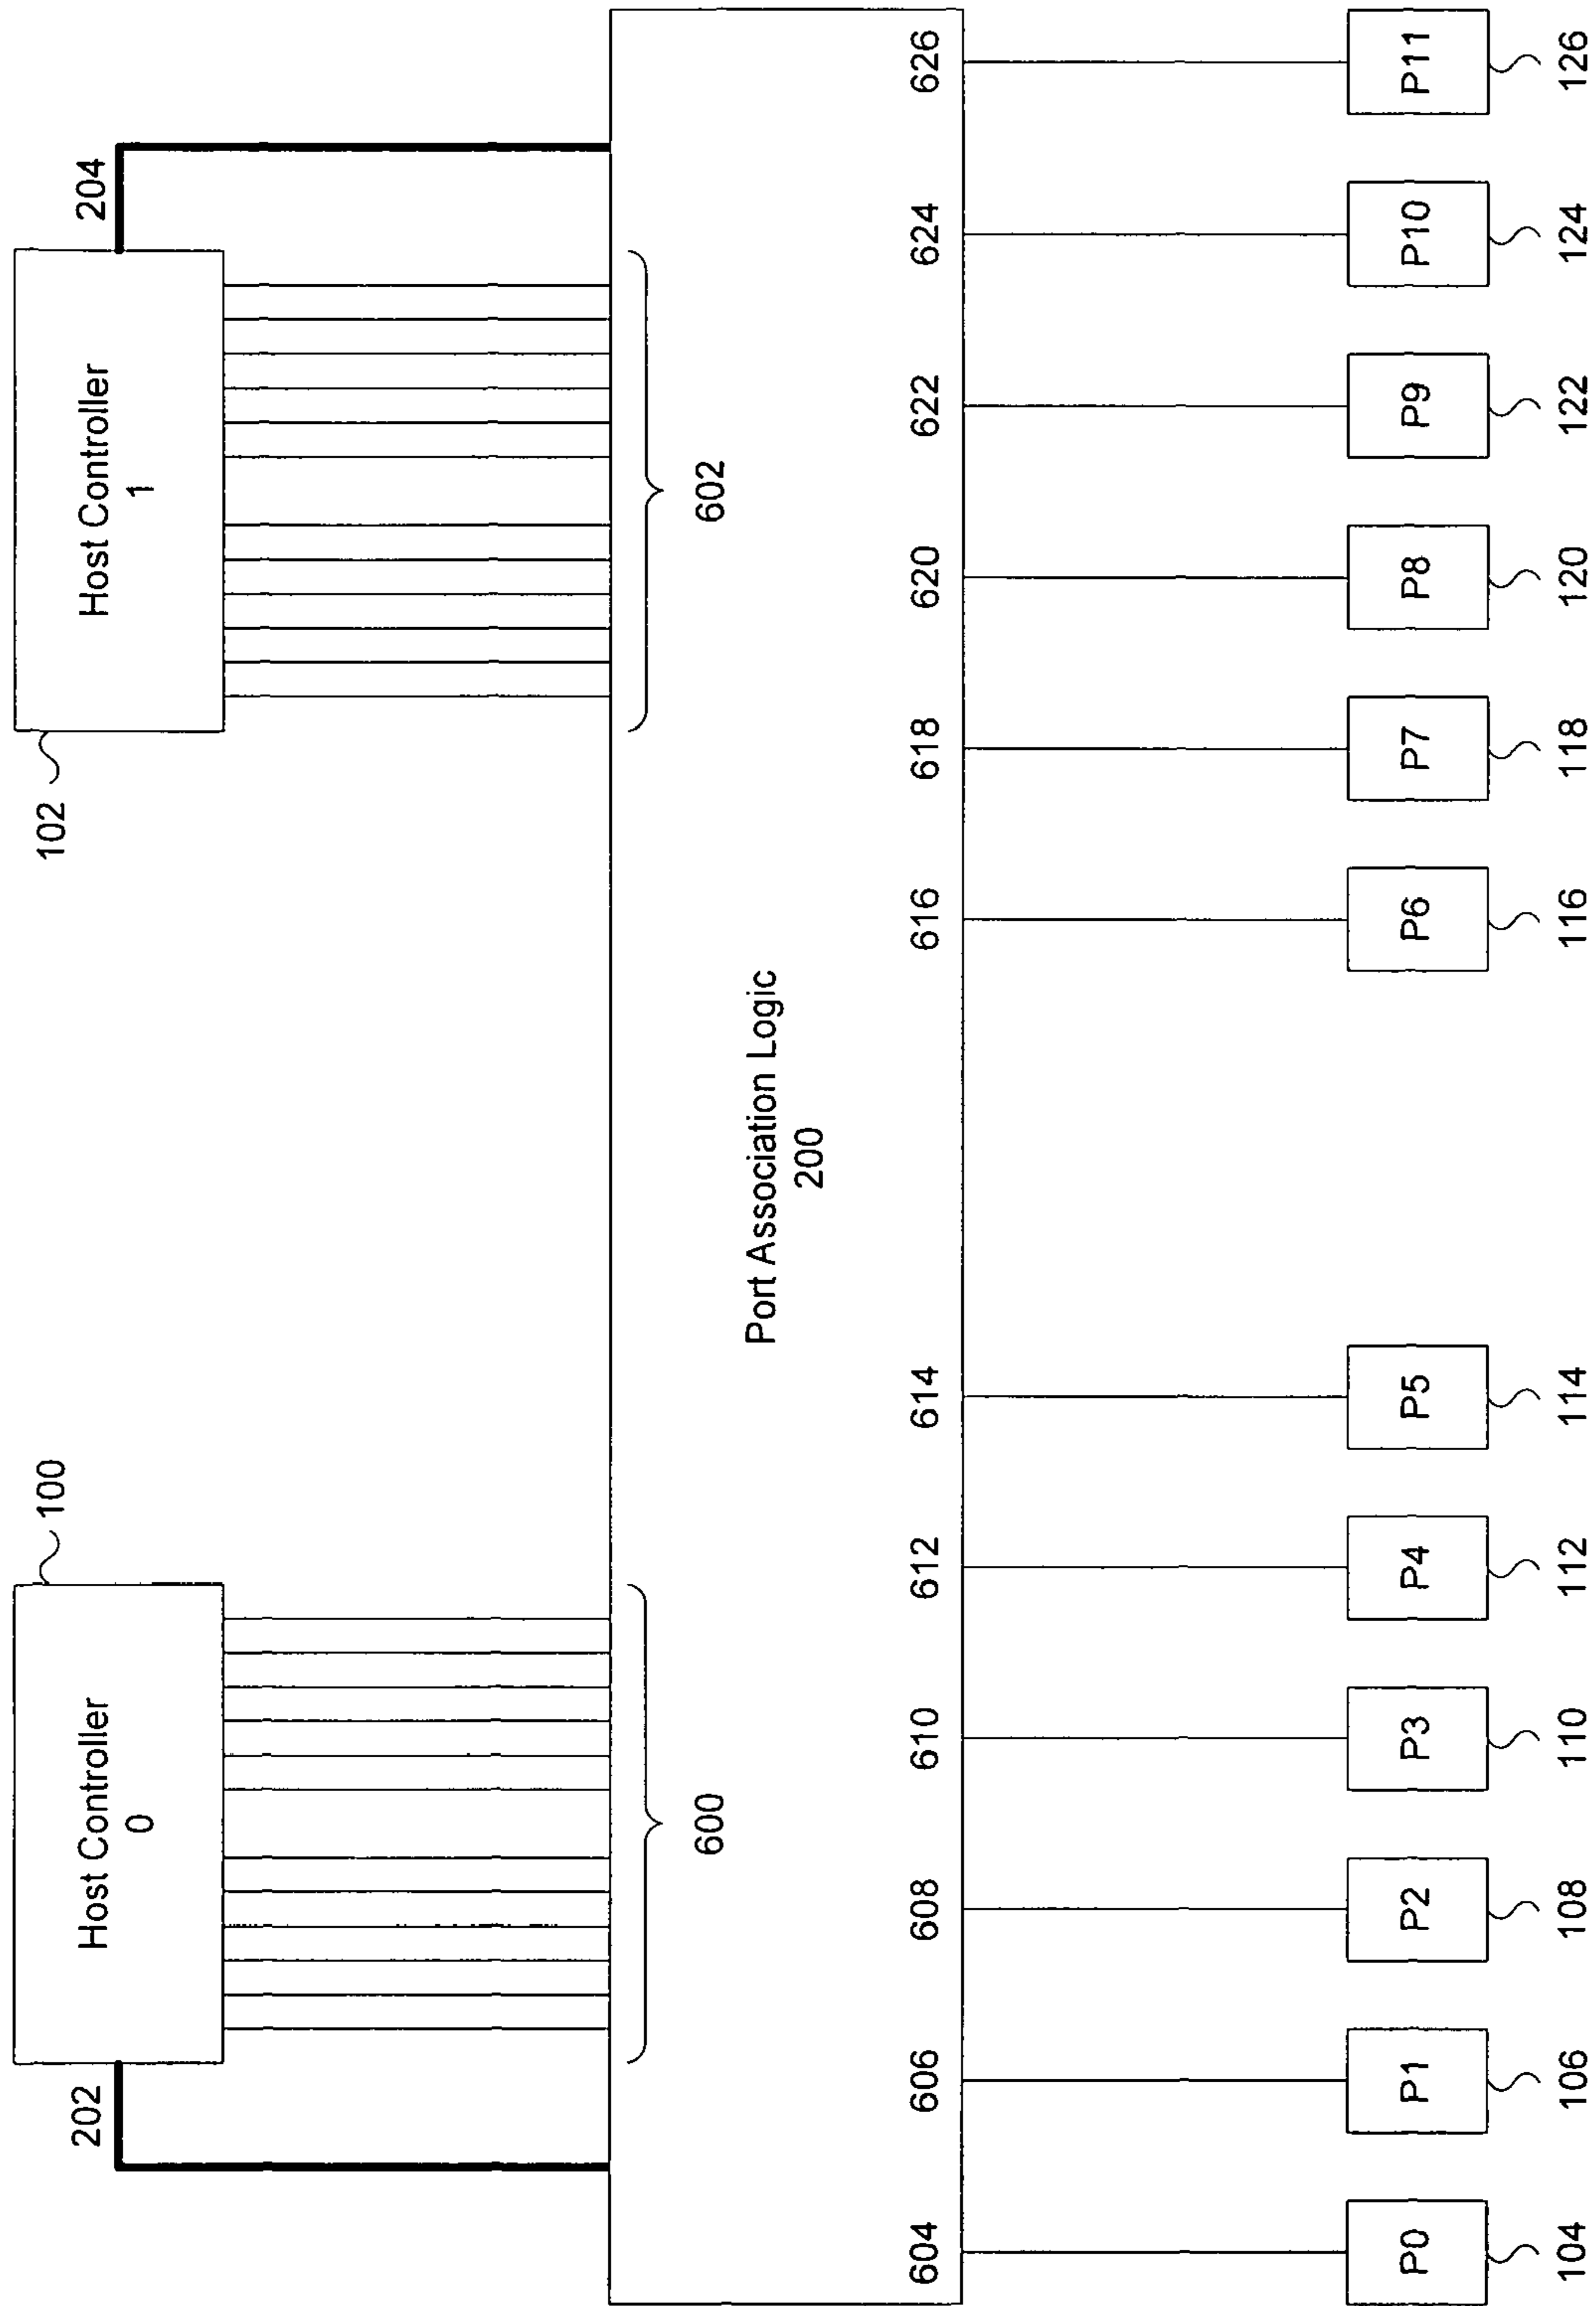 100
102
Host Controller
0
Host Controller
1
202
204
600
602
Port Association Logic
200
604
606
608
610
612
614
616
618
620
622
624
626
P0
P1
P2
P3
P4
P5
P6
P7
P8
P9
P10
P11
104
106
108
110
112
114
116
118
120
122
124
126